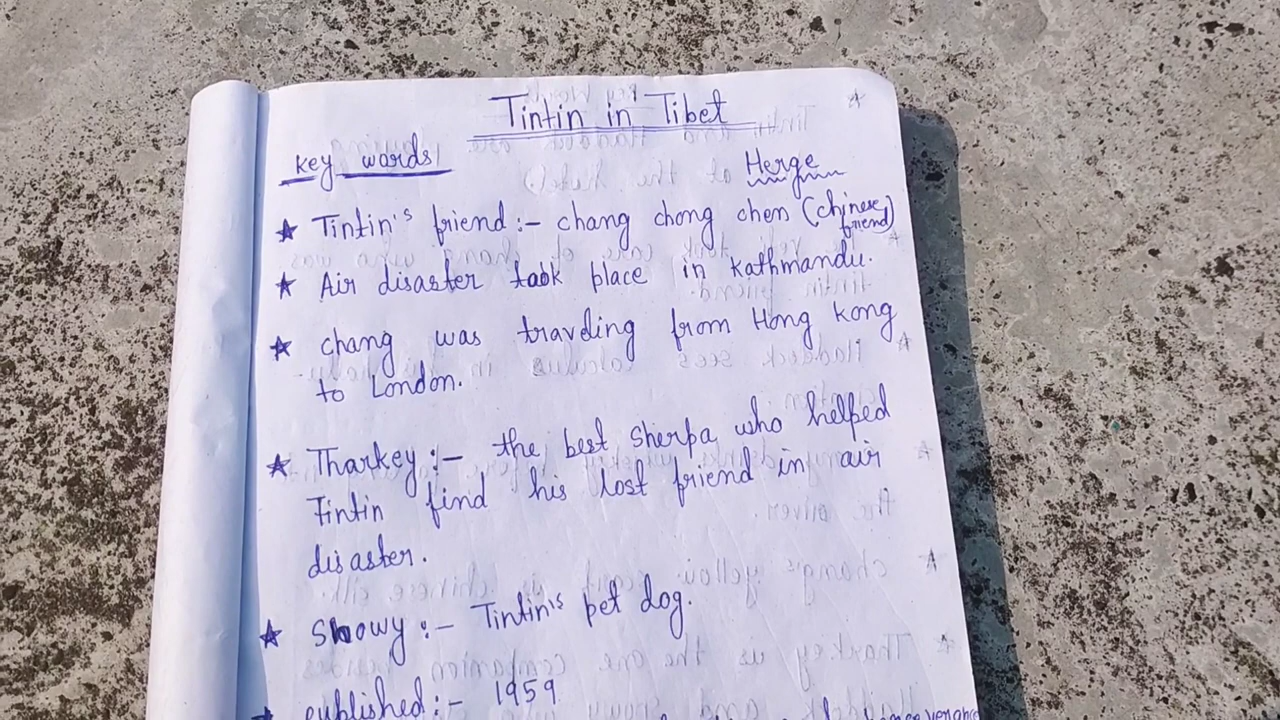 Tintin in Tibet
key words
Herge
★ Tintin's friend :- chang chong chen (chinese friend)
★ Air disaster took place in Kathmandu.
★ chang was traveling from Hong kong
to London.
★ Tharkey :- the best Sherpa who helped
Tintin find his lost friend in air
disaster.
★ Snowy :- Tintin's pet dog.
★ published :- 1959